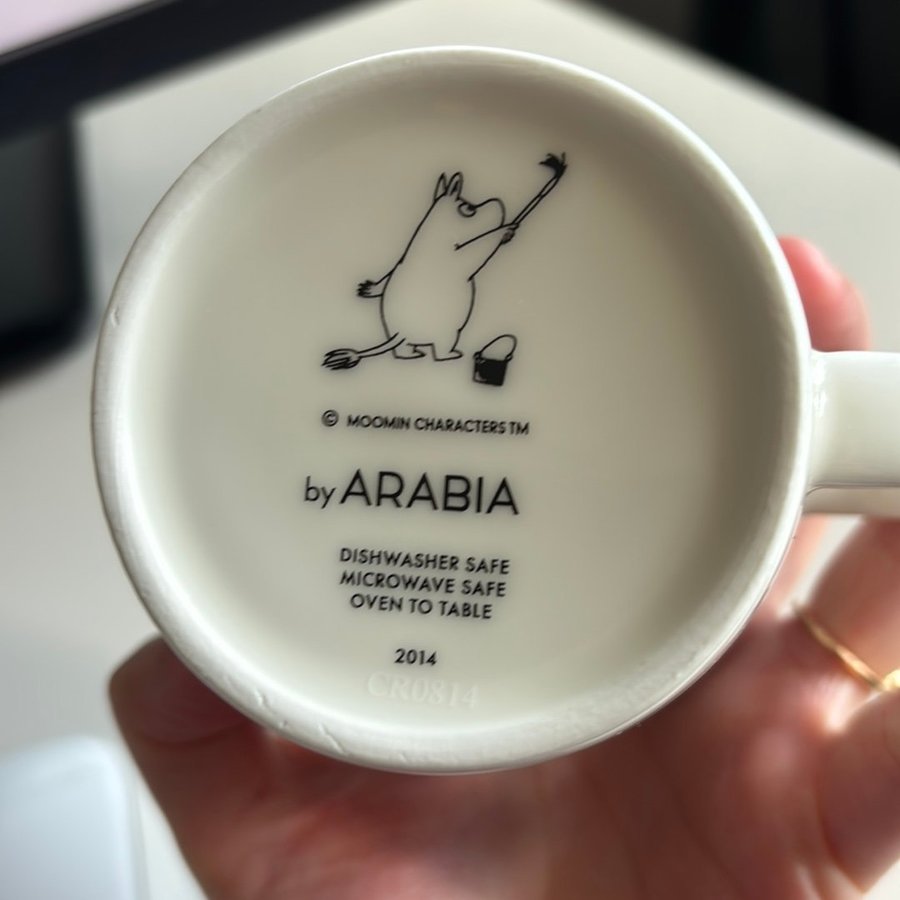 © MOOMIN CHARACTERS TM
by ARABIA
DISHWASHER SAFE
MICROWAVE SAFE
OVEN TO TABLE
2014
CR0814